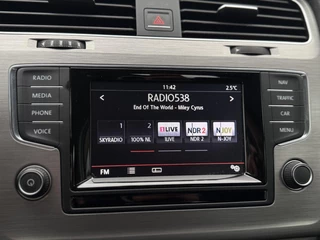 RADIO
MEDIA
PHONE
VOICE
11:42
2.5°C
RADIO538
End Of The World - Miley Cyrus
1
2
1LIVE
NDR 2
N-JOY
SKYRADIO
100% NL
1LIVE
NDR 2
N-JOY
FM
NAV
TRAFFIC
CAR
MENU